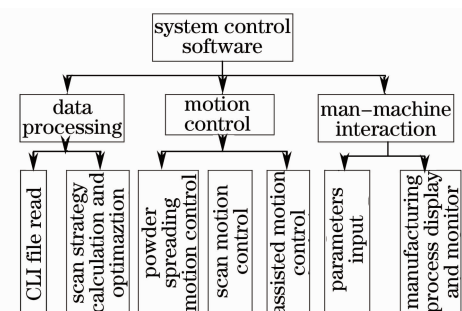 system control
software
data
processing
motion
control
man-machine
interaction
CLI file read
scan strategy
calculation and
optimaztion
powder
spreading
motion control
scan motion
control
assisted motion
control
parameters
input
manufacturing
process display
and monitor